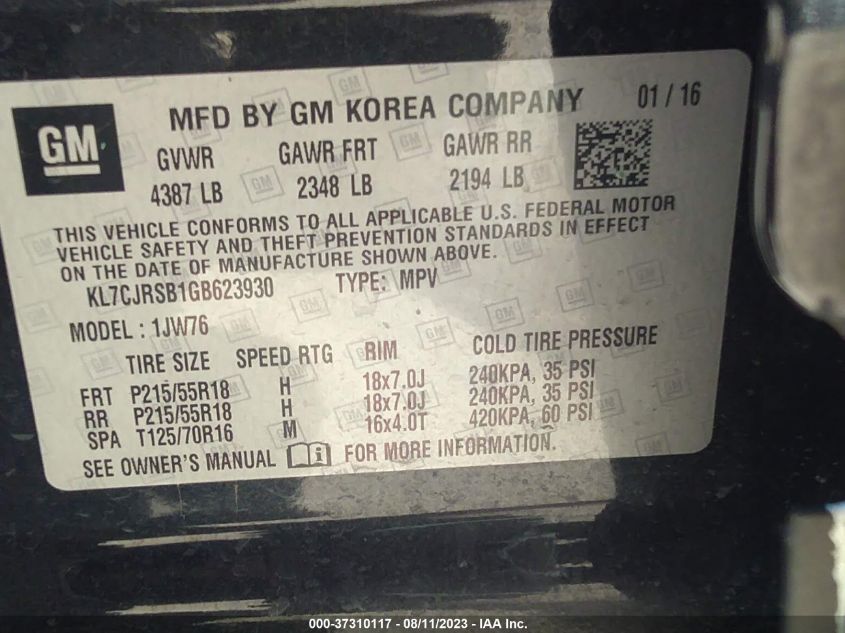 GM
MFD BY GM KOREA COMPANY 01 / 16
GVWR GAWR FRT GAWR RR
4387 LB 2348 LB 2194 LB
THIS VEHICLE CONFORMS TO ALL APPLICABLE U.S. FEDERAL MOTOR
VEHICLE SAFETY AND THEFT PREVENTION STANDARDS IN EFFECT
ON THE DATE OF MANUFACTURE SHOWN ABOVE.
KL7CJRSB1GB623930 TYPE: MPV
MODEL : 1JW76
TIRE SIZE SPEED RTG RIM COLD TIRE PRESSURE
FRT P215/55R18 H 18x7.0J 240KPA, 35 PSI
RR P215/55R18 H 18x7.0J 240KPA, 35 PSI
SPA T125/70R16 M 16x4.0T 420KPA, 60 PSI
SEE OWNER'S MANUAL FOR MORE INFORMATION.
000-37310117 - 08/11/2023 - IAA Inc.